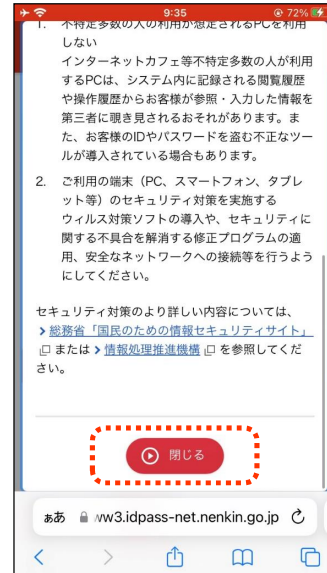 9:35
72%
1. 不特定多数の人の利用が想定されるPCを利用
しない
インターネットカフェ等不特定多数の人が利用
するPCは、システム内に記録される閲覧履歴
や操作履歴からお客様が参照・入力した情報を
第三者に覗き見されるおそれがあります。ま
た、お客様のIDやパスワードを盗む不正なツー
ルが導入されている場合もあります。
2. ご利用の端末（PC、スマートフォン、タブレ
ット等）のセキュリティ対策を実施する
ウィルス対策ソフトの導入や、セキュリティに
関する不具合を解消する修正プログラムの適
用、安全なネットワークへの接続等を行うよう
にしてください。
セキュリティ対策のより詳しい内容については、
総務省「国民のための情報セキュリティサイト」
または 情報処理推進機構 を参照してくだ
さい。
閉じる
ぁあ ww3.idpass-net.nenkin.go.jp